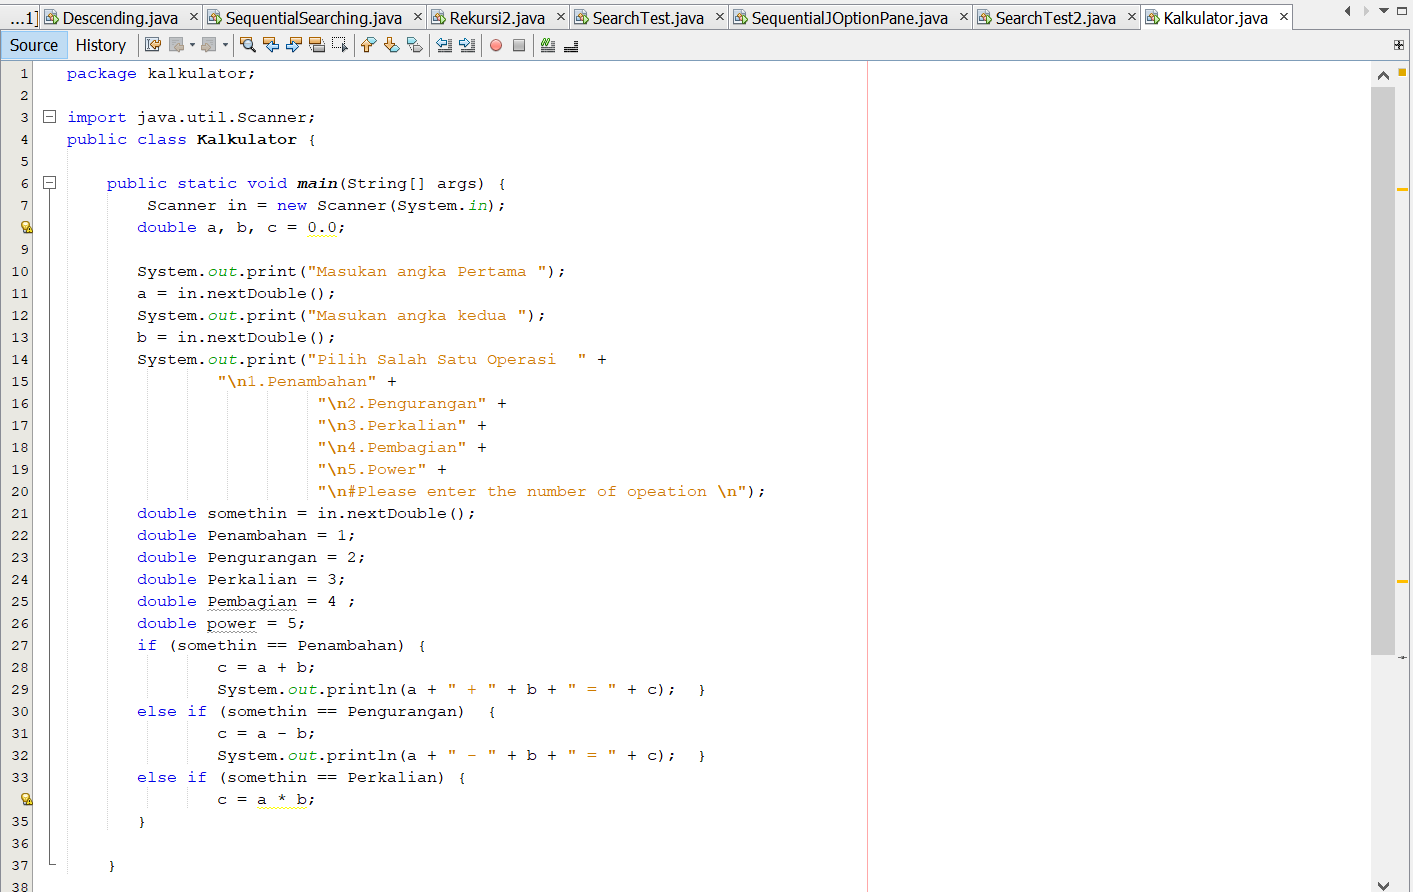 ...1] Descending.java × SequentialSearching.java × Rekursi2.java × SearchTest.java × SequentialJOptionPane.java × SearchTest2.java × Kalkulator.java ×
Source History
1 package kalkulator;
2
3 import java.util.Scanner;
4 public class Kalkulator {
5
6 public static void main(String[] args) {
7 Scanner in = new Scanner(System.in);
double a, b, c = 0.0;
9
10 System.out.print("Masukan angka Pertama ");
11 a = in.nextDouble();
12 System.out.print("Masukan angka kedua ");
13 b = in.nextDouble();
14 System.out.print("Pilih Salah Satu Operasi  " +
15 "\n1.Penambahan" +
16 "\n2.Pengurangan" +
17 "\n3.Perkalian" +
18 "\n4.Pembagian" +
19 "\n5.Power" +
20 "\n#Please enter the number of opeation \n");
21 double somethin = in.nextDouble();
22 double Penambahan = 1;
23 double Pengurangan = 2;
24 double Perkalian = 3;
25 double Pembagian = 4 ;
26 double power = 5;
27 if (somethin == Penambahan) {
28 c = a + b;
29 System.out.println(a + " + " + b + " = " + c);  }
30 else if (somethin == Pengurangan)  {
31 c = a - b;
32 System.out.println(a + " - " + b + " = " + c);  }
33 else if (somethin == Perkalian) {
c = a * b;
35 }
36
37 }
38